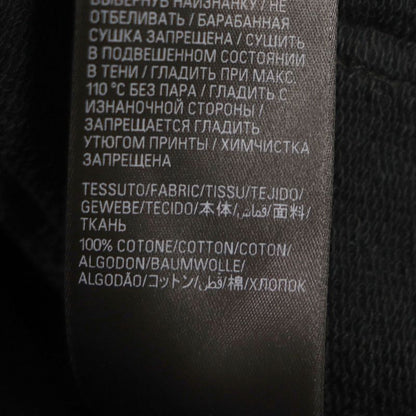 ВЫВЕРНУВ НАИЗНАНКУ / НЕ
ОТБЕЛИВАТЬ / БАРАБАННАЯ
СУШКА ЗАПРЕЩЕНА / СУШИТЬ
В ПОДВЕШЕННОМ СОСТОЯНИИ
В ТЕНИ / ГЛАДИТЬ ПРИ МАКС.
110 °C БЕЗ ПАРА / ГЛАДИТЬ С
ИЗНАНОЧНОЙ СТОРОНЫ /
ЗАПРЕЩАЕТСЯ ГЛАДИТЬ
УТЮГОМ ПРИНТЫ / ХИМЧИСТКА
ЗАПРЕЩЕНА
TESSUTO/FABRIC/TISSU/TEJIDO/
GEWEBE/TECIDO/本体/قماش/面料/
ТКАНЬ
100% COTONE/COTTON/COTON/
ALGODON/BAUMWOLLE/
ALGODÃO/コットン/قطن/棉/ХЛОПОК